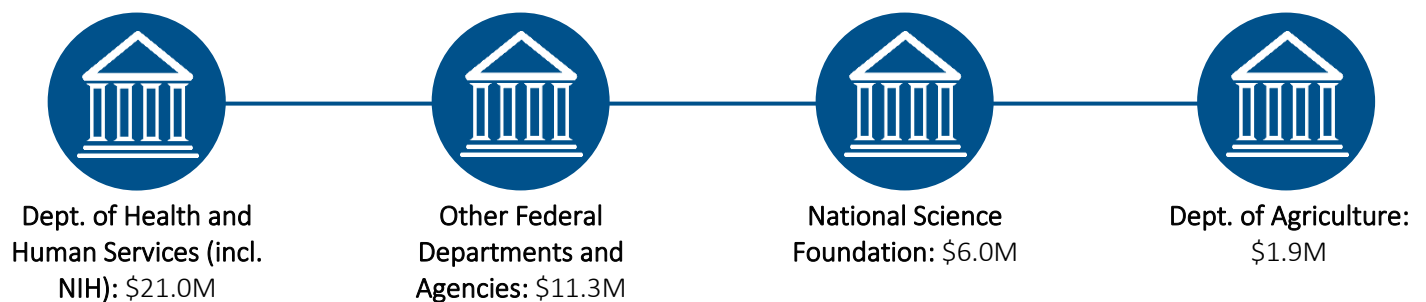 Dept. of Health and
Human Services (incl.
NIH): $21.0M
Other Federal
Departments and
Agencies: $11.3M
National Science
Foundation: $6.0M
Dept. of Agriculture:
$1.9M